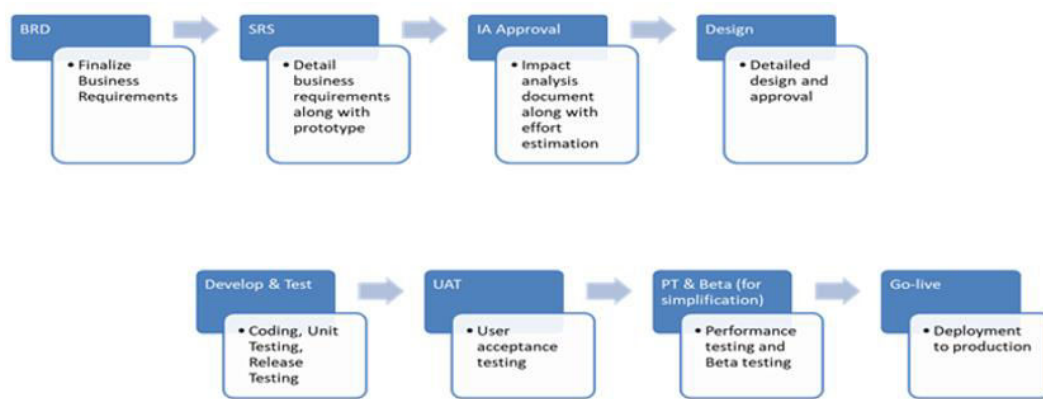 BRD
• Finalize
Business
Requirements
SRS
• Detail
business
requirements
along with
prototype
IA Approval
• Impact
analysis
document
along with
effort
estimation
Design
• Detailed
design and
approval
Develop & Test
• Coding, Unit
Testing,
Release
Testing
UAT
• User
acceptance
testing
PT & Beta (for
simplification)
• Performance
testing and
Beta testing
Go-live
• Deployment
to production